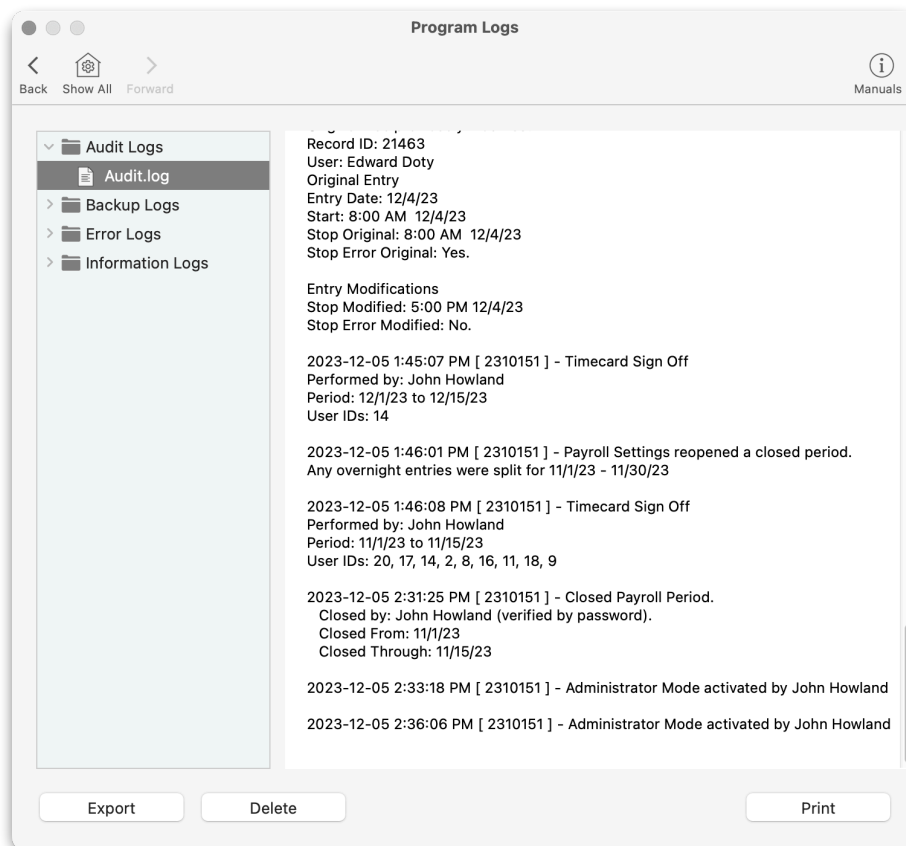 Program Logs
Back
Show All
Forward
Manuals
Audit Logs
Audit.log
Backup Logs
Error Logs
Information Logs
Record ID: 21463
User: Edward Doty
Original Entry
Entry Date: 12/4/23
Start: 8:00 AM  12/4/23
Stop Original: 8:00 AM  12/4/23
Stop Error Original: Yes.
Entry Modifications
Stop Modified: 5:00 PM 12/4/23
Stop Error Modified: No.
2023-12-05 1:45:07 PM [ 2310151 ] - Timecard Sign Off
Performed by: John Howland
Period: 12/1/23 to 12/15/23
User IDs: 14
2023-12-05 1:46:01 PM [ 2310151 ] - Payroll Settings reopened a closed period.
Any overnight entries were split for 11/1/23 - 11/30/23
2023-12-05 1:46:08 PM [ 2310151 ] - Timecard Sign Off
Performed by: John Howland
Period: 11/1/23 to 11/15/23
User IDs: 20, 17, 14, 2, 8, 16, 11, 18, 9
2023-12-05 2:31:25 PM [ 2310151 ] - Closed Payroll Period.
Closed by: John Howland (verified by password).
Closed From: 11/1/23
Closed Through: 11/15/23
2023-12-05 2:33:18 PM [ 2310151 ] - Administrator Mode activated by John Howland
2023-12-05 2:36:06 PM [ 2310151 ] - Administrator Mode activated by John Howland
Export
Delete
Print